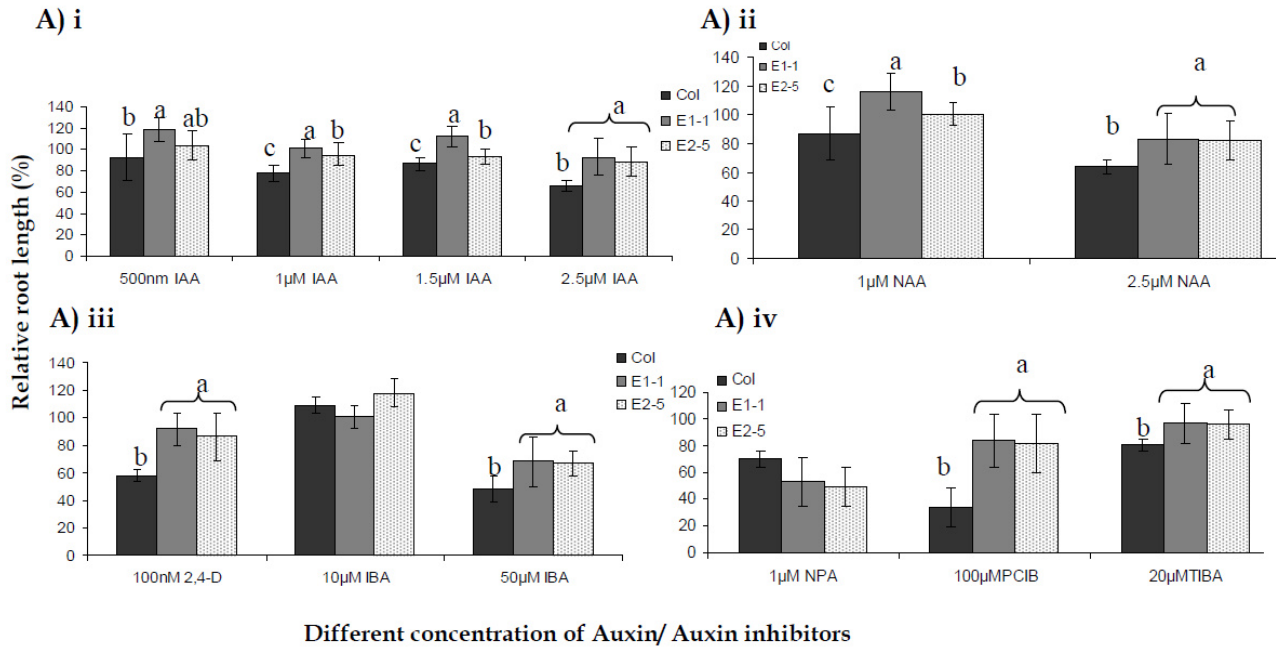 A) i
A) ii
Relative root length (%)
140
120
100
80
60
40
20
0
b a ab
c a b
c a b
b a
Col
E1-1
E2-5
500nm IAA 1µM IAA 1.5µM IAA 2.5µM IAA
Col
E1-1
E2-5
140
120
100
80
60
40
20
0
c a b
b a
1µM NAA 2.5µM NAA
A) iii
A) iv
140
120
100
80
60
40
20
0
b a
b a
Col
E1-1
E2-5
100nM 2,4-D 10µM IBA 50µM IBA
Col
E1-1
E2-5
120
100
80
60
40
20
0
b a
b a
1µM NPA 100µMPCIB 20µMTIBA
Different concentration of Auxin/ Auxin inhibitors